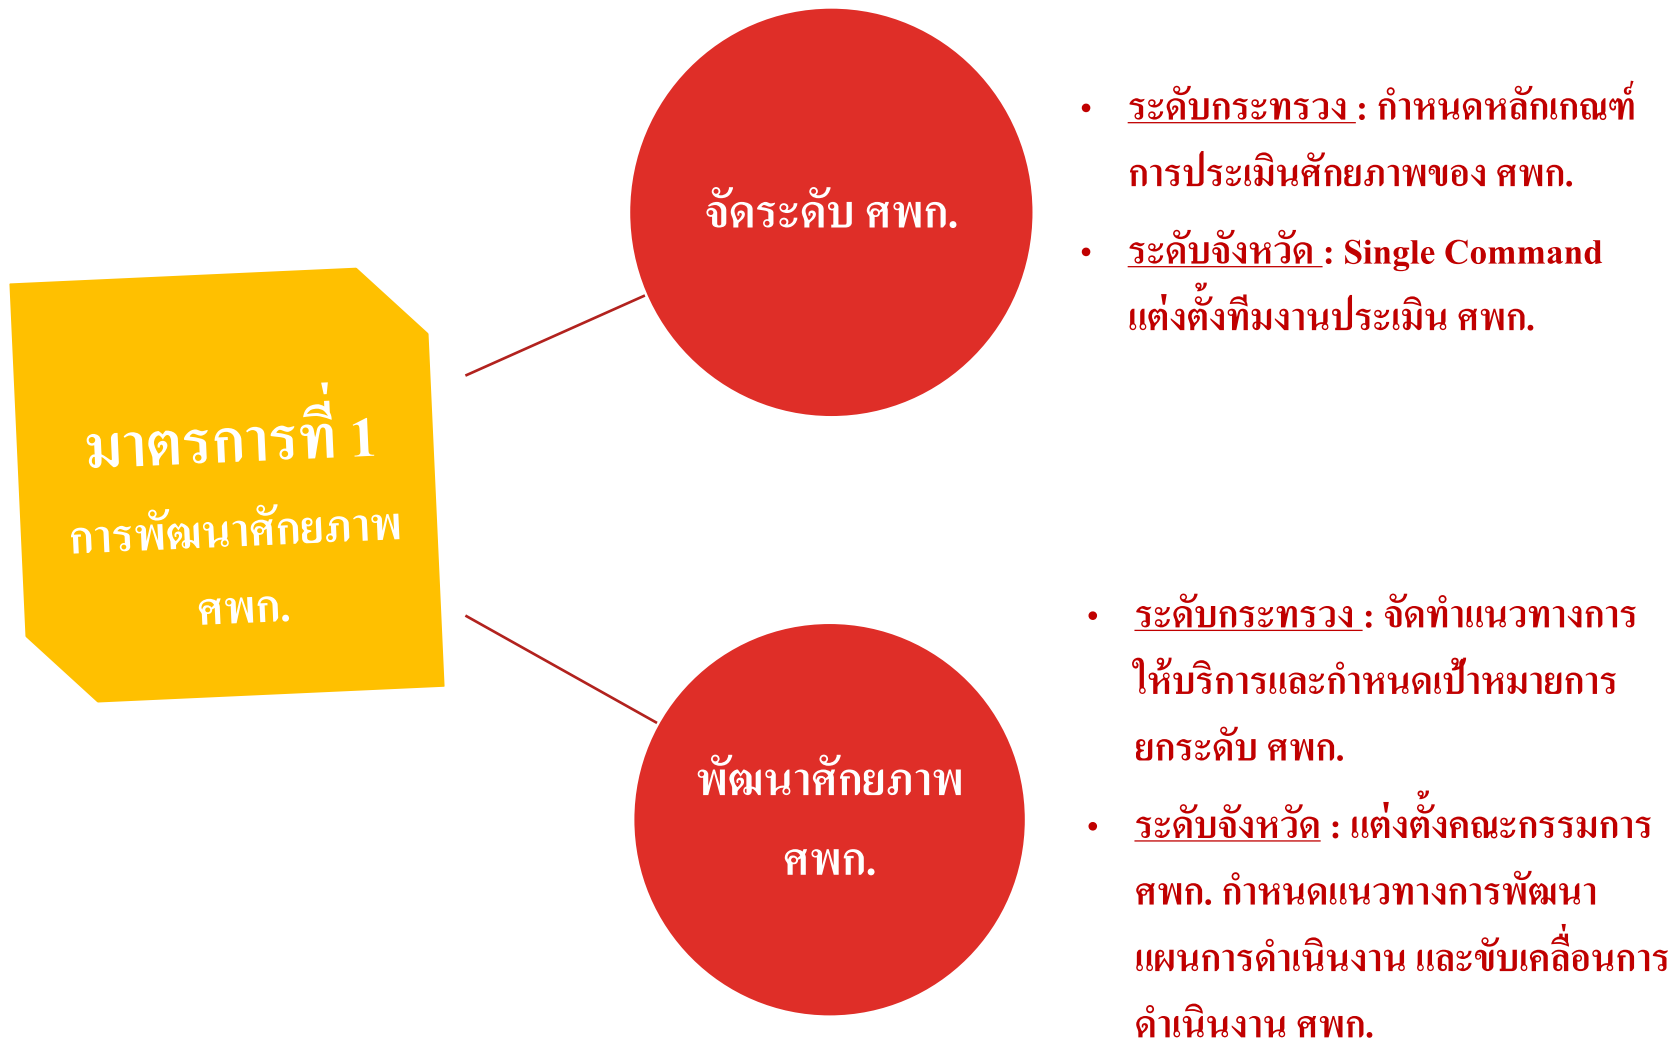 มาตรการที่ 1
การพัฒนาศักยภาพ
ศพก.
จัดระดับ ศพก.
• ระดับกระทรวง : กำหนดหลักเกณฑ์
การประเมินศักยภาพของ ศพก.
• ระดับจังหวัด : Single Command
แต่งตั้งทีมงานประเมิน ศพก.
พัฒนาศักยภาพ
ศพก.
• ระดับกระทรวง : จัดทำแนวทางการ
ให้บริการและกำหนดเป้าหมายการ
ยกระดับ ศพก.
• ระดับจังหวัด : แต่งตั้งคณะกรรมการ
ศพก. กำหนดแนวทางการพัฒนา
แผนการดำเนินงาน และขับเคลื่อนการ
ดำเนินงาน ศพก.